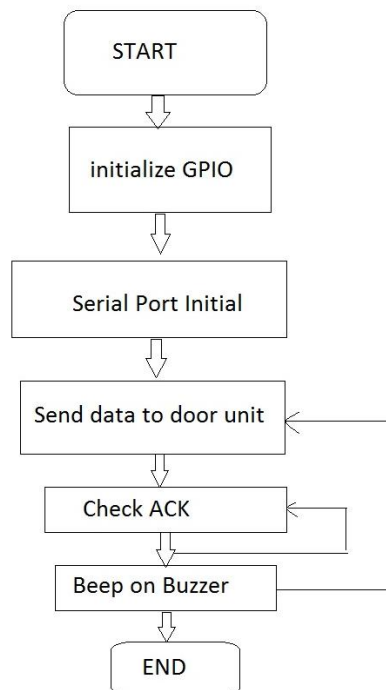 START
initialize GPIO
Serial Port Initial
Send data to door unit
Check ACK
Beep on Buzzer
END